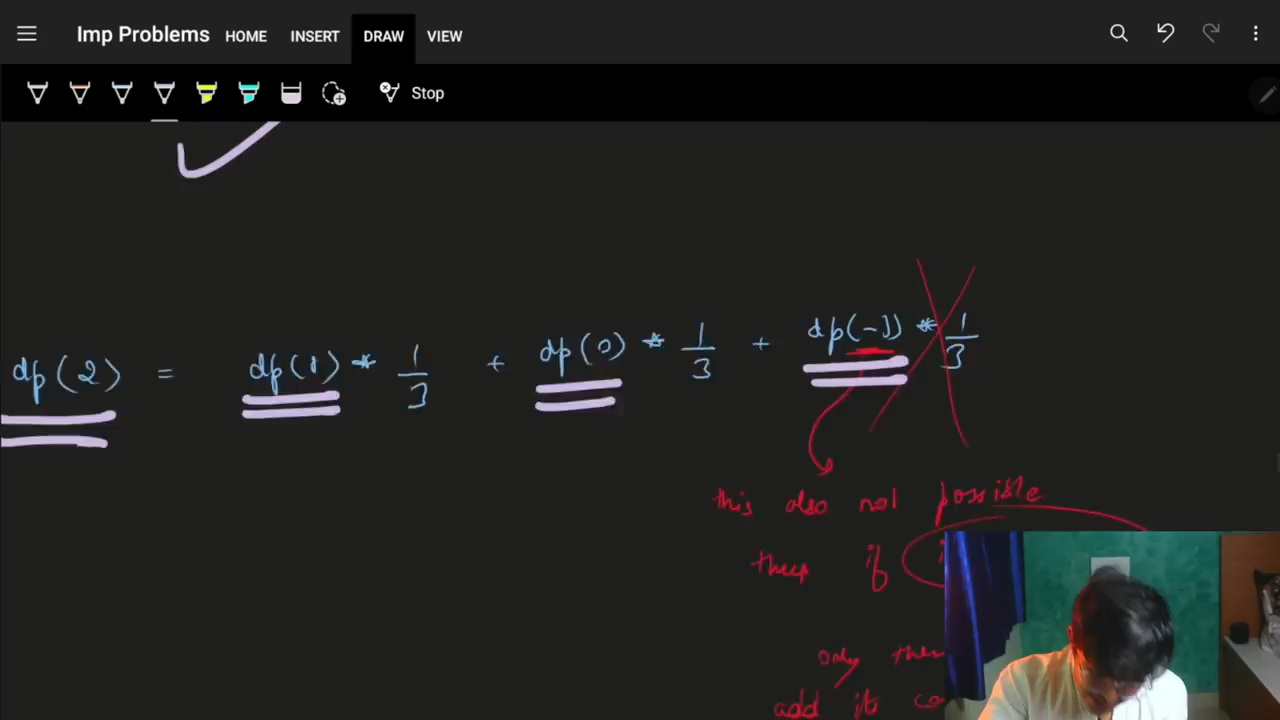 Imp Problems HOME INSERT DRAW VIEW
Stop
dp(2) = dp(1) * 1/3 + dp(0) * 1/3 + dp(-1) * 1/3
this also not possible
if
only
add its